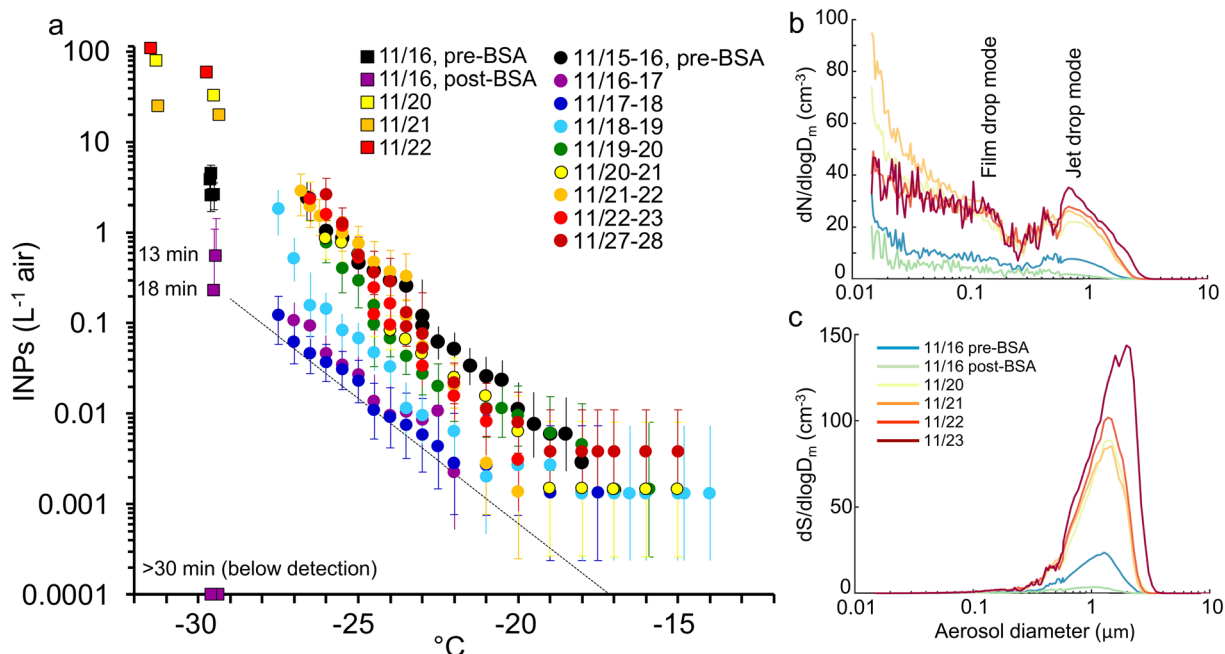 a
100
10
1
0.1
0.01
0.001
0.0001
INPs (L⁻¹ air)
-30
-25
-20
-15
°C
11/16, pre-BSA
11/16, post-BSA
11/20
11/21
11/22
11/15-16, pre-BSA
11/16-17
11/17-18
11/18-19
11/19-20
11/20-21
11/21-22
11/22-23
11/27-28
13 min
18 min
>30 min (below detection)
b
dN/dlogDₘ (cm⁻³)
100
80
60
40
20
0
0.01
0.1
1
10
Film drop mode
Jet drop mode
c
dS/dlogDₘ (cm⁻³)
150
100
50
0
11/16 pre-BSA
11/16 post-BSA
11/20
11/21
11/22
11/23
0.01
0.1
1
10
Aerosol diameter (μm)